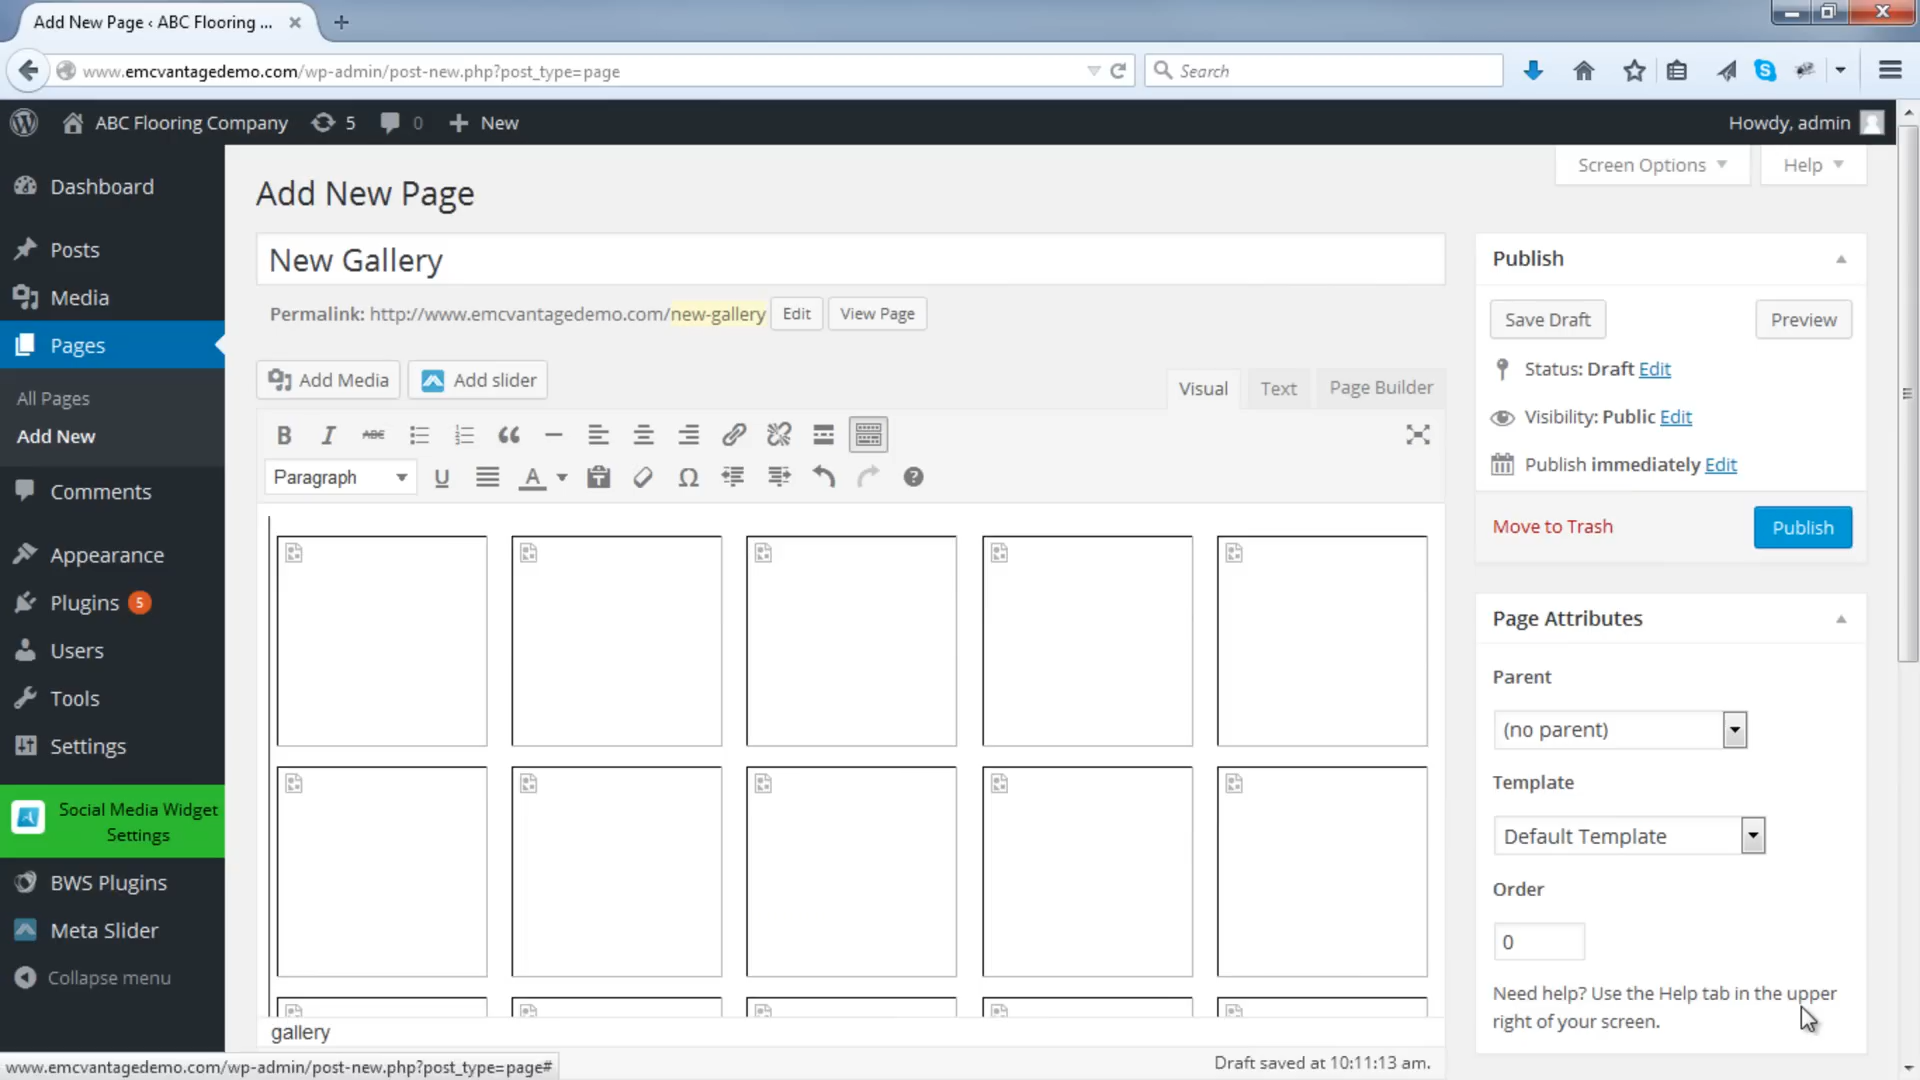 Add New Page ‹ ABC Flooring ...
www.emcvantagedemo.com/wp-admin/post-new.php?post_type=page
Search
ABC Flooring Company
5
0
New
Howdy, admin
Screen Options
Help
Dashboard
Posts
Media
Pages
All Pages
Add New
Comments
Appearance
Plugins 5
Users
Tools
Settings
Social Media Widget
Settings
BWS Plugins
Meta Slider
Collapse menu
Add New Page
New Gallery
Permalink: http://www.emcvantagedemo.com/new-gallery Edit View Page
Add Media Add slider
Visual Text Page Builder
B I ABC
Paragraph U A Ω
gallery
Draft saved at 10:11:13 am.
Publish
Save Draft Preview
Status: Draft Edit
Visibility: Public Edit
Publish immediately Edit
Move to Trash Publish
Page Attributes
Parent
(no parent)
Template
Default Template
Order
0
Need help? Use the Help tab in the upper
right of your screen.
www.emcvantagedemo.com/wp-admin/post-new.php?post_type=page#